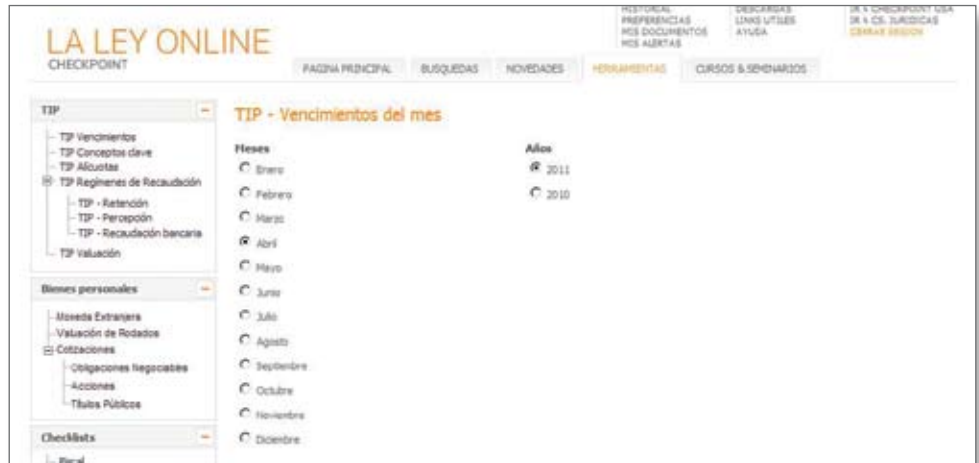 HISTORIAL
PREFERENCIAS
MIS DOCUMENTOS
MIS ALERTAS
DESCARGAS
LINKS UTILES
AYUDA
IR A CHECKPOINT USA
IR A CS. JURIDICAS
CERRAR SESION
LA LEY ONLINE
CHECKPOINT
PAGINA PRINCIPAL
BUSQUEDAS
NOVEDADES
HERRAMIENTAS
CURSOS & SEMINARIOS
TIP
TIP Vencimientos
TIP Conceptos clave
TIP Alícuotas
TIP Regímenes de Recaudación
TIP - Retención
TIP - Percepción
TIP - Recaudación bancaria
TIP Valuación
Bienes personales
Moneda Extranjera
Valuación de Rodados
Cotizaciones
Obligaciones Negociables
Acciones
Títulos Públicos
Checklists
Fiscal
TIP - Vencimientos del mes
Meses
Enero
Febrero
Marzo
Abril
Mayo
Junio
Julio
Agosto
Septiembre
Octubre
Noviembre
Diciembre
Años
2011
2010